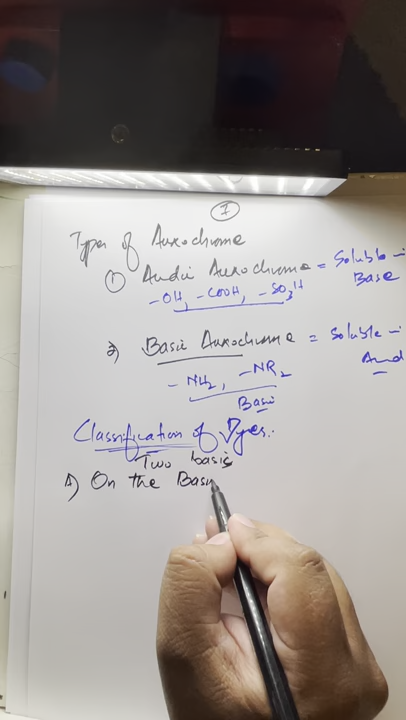 7
Types of Auxochrome
① Acidic Auxochrome = Soluble -
Base
-OH, -COOH, -SO3H
2) Basic Auxochrome = Soluble -
Acid
-NH2, -NR2
Basic
Classification of Dyes:
Two basis
A) On the Basi